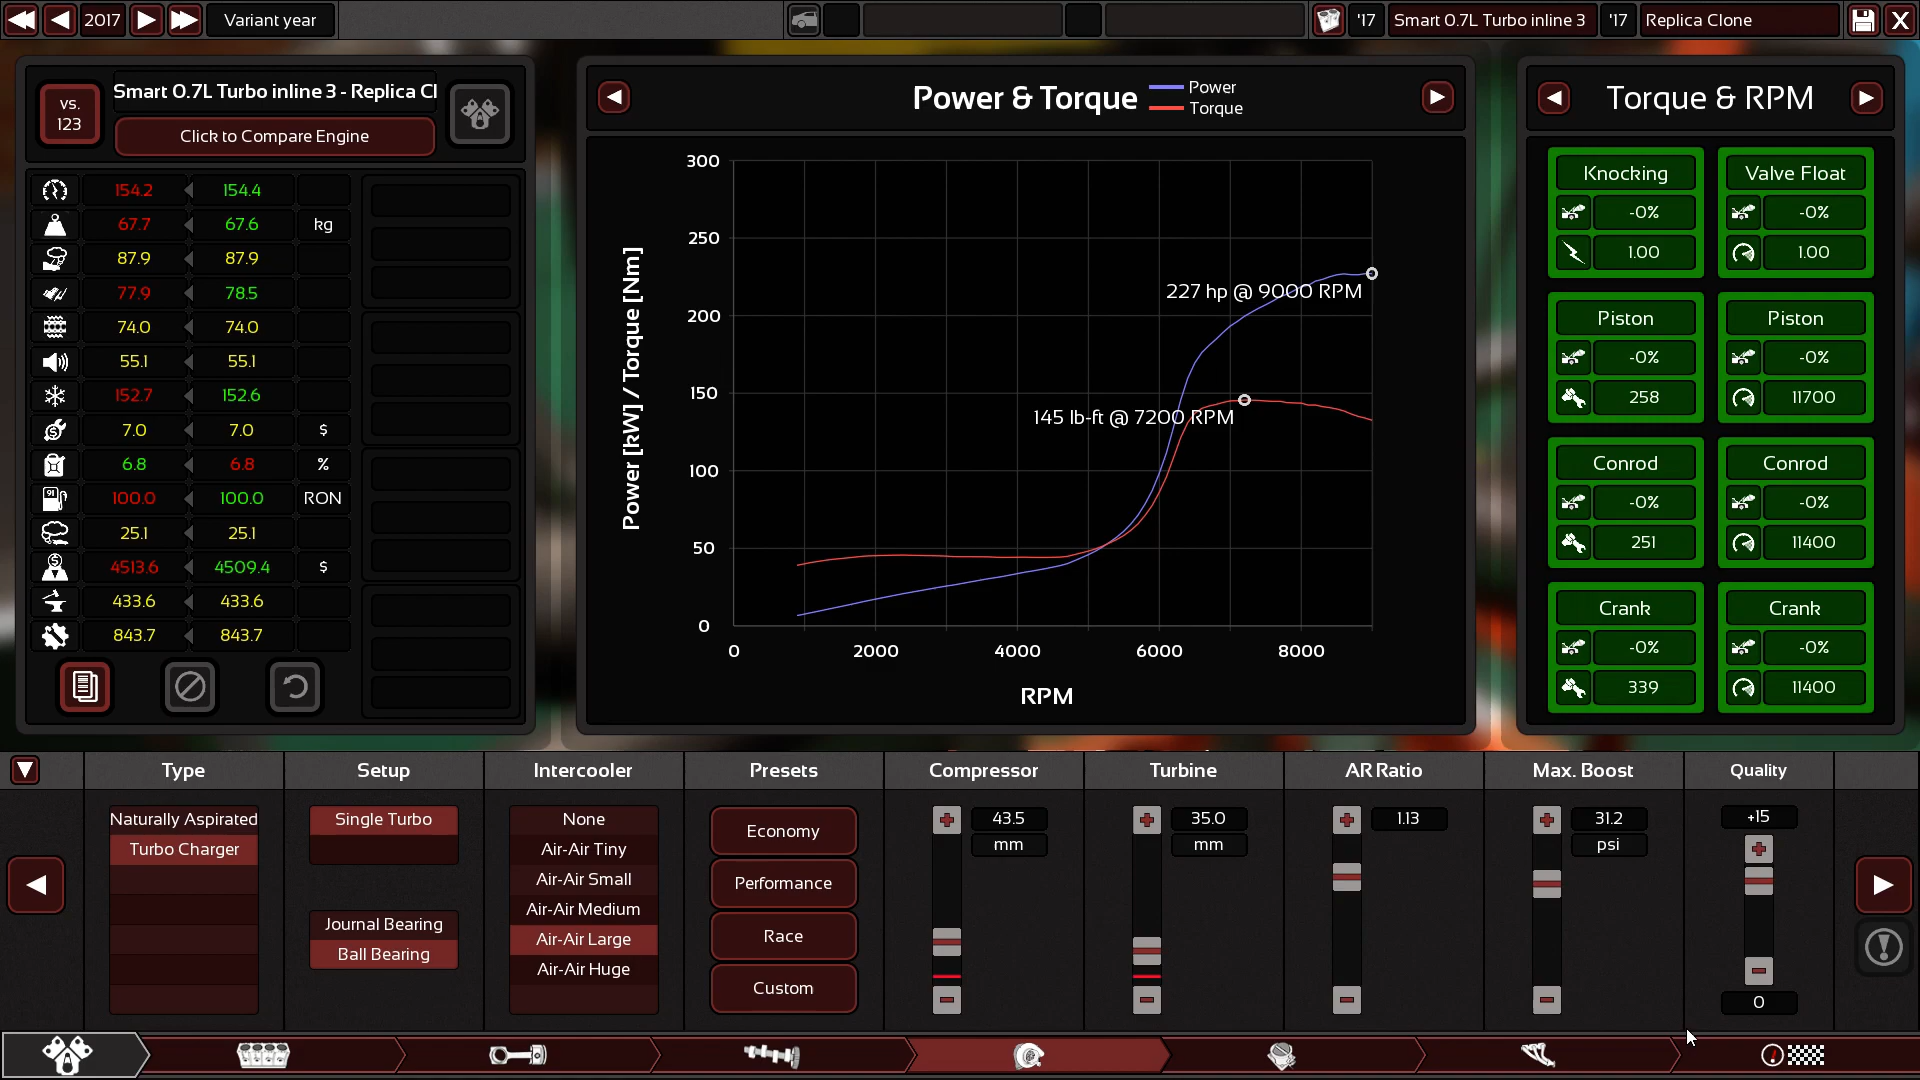 2017
Variant year
'17
Smart 0.7L Turbo inline 3
'17
Replica Clone
vs.
123
Smart 0.7L Turbo inline 3 - Replica Cl
Click to Compare Engine
154.2 154.4
67.7 67.6 kg
87.9 87.9
77.9 78.5
74.0 74.0
55.1 55.1
152.7 152.6
7.0 7.0 $
6.8 6.8 %
91
100.0 100.0 RON
25.1 25.1
4513.6 4509.4 $
433.6 433.6
843.7 843.7
Power & Torque
Power
Torque
Power [kW] / Torque [Nm]
300
250
200
150
100
50
0
227 hp @ 9000 RPM
145 lb-ft @ 7200 RPM
0 2000 4000 6000 8000
RPM
Torque & RPM
Knocking
-0%
1.00
Valve Float
-0%
1.00
Piston
-0%
258
Piston
-0%
11700
Conrod
-0%
251
Conrod
-0%
11400
Crank
-0%
339
Crank
-0%
11400
Type
Naturally Aspirated
Turbo Charger
Setup
Single Turbo
Journal Bearing
Ball Bearing
Intercooler
None
Air-Air Tiny
Air-Air Small
Air-Air Medium
Air-Air Large
Air-Air Huge
Presets
Economy
Performance
Race
Custom
Compressor
43.5
mm
Turbine
35.0
mm
AR Ratio
1.13
Max. Boost
31.2
psi
Quality
+15
0